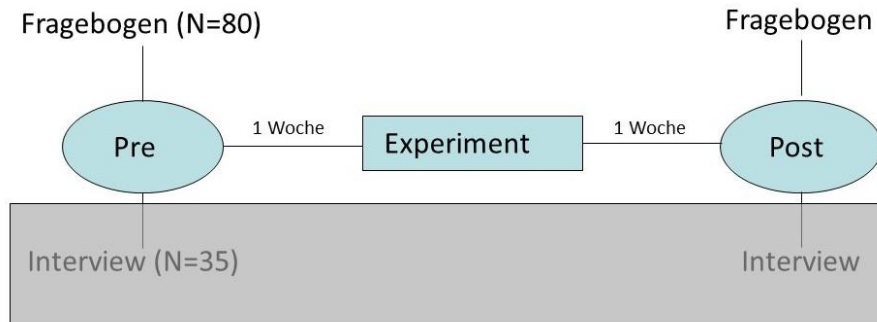 Fragebogen (N=80)
Fragebogen
Pre
1 Woche
Experiment
1 Woche
Post
Interview (N=35)
Interview